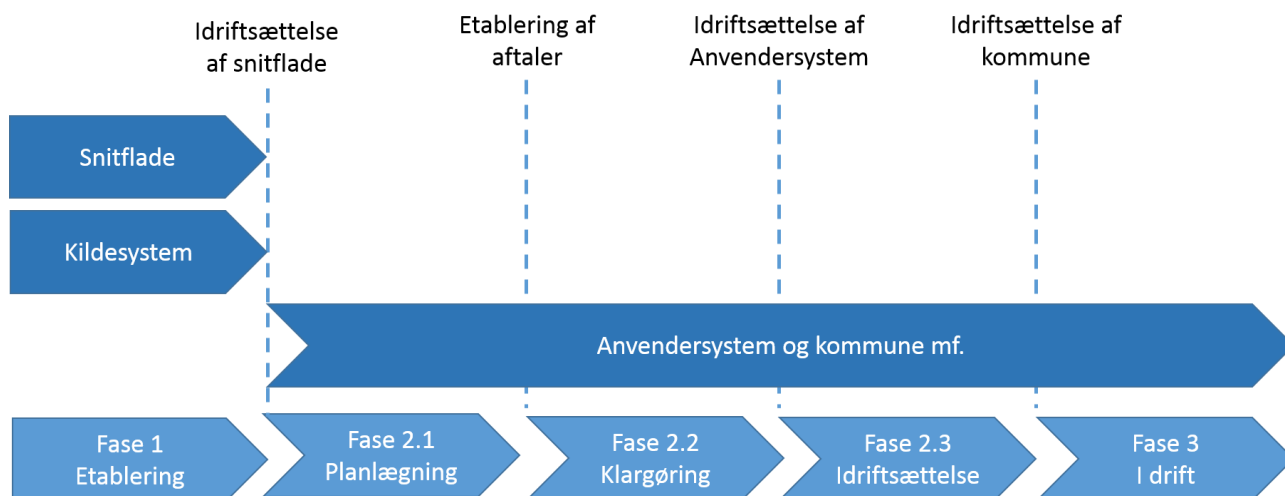 Idriftsættelse
af snitflade
Etablering af
aftaler
Idriftsættelse af
Anvendersystem
Idriftsættelse af
kommune
Snitflade
Kildesystem
Anvendersystem og kommune mf.
Fase 1
Etablering
Fase 2.1
Planlægning
Fase 2.2
Klargøring
Fase 2.3
Idriftsættelse
Fase 3
I drift